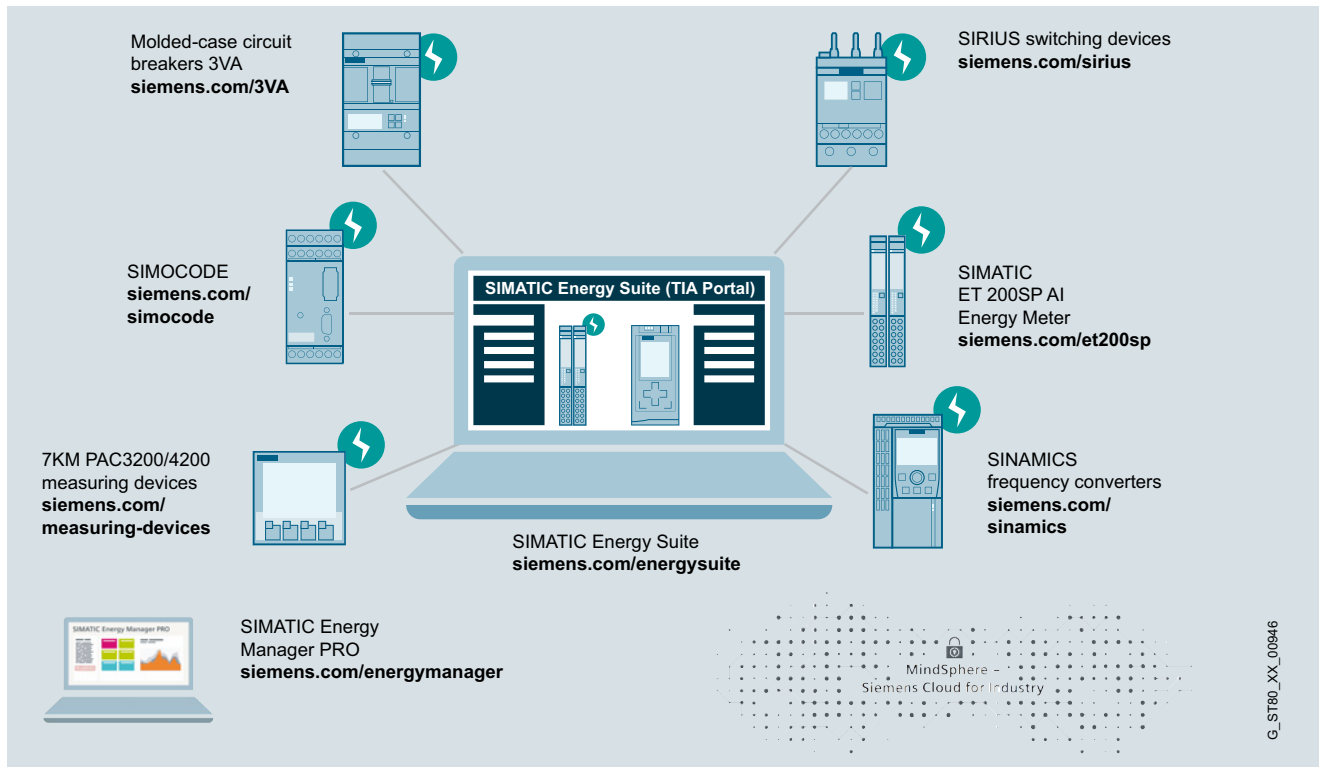 Molded-case circuit
breakers 3VA
siemens.com/3VA
SIRIUS switching devices
siemens.com/sirius
SIMOCODE
siemens.com/
simocode
SIMATIC Energy Suite (TIA Portal)
SIMATIC
ET 200SP AI
Energy Meter
siemens.com/et200sp
7KM PAC3200/4200
measuring devices
siemens.com/
measuring-devices
SINAMICS
frequency converters
siemens.com/
sinamics
SIMATIC Energy Suite
siemens.com/energysuite
SIMATIC Energy Manager PRO
SIMATIC Energy
Manager PRO
siemens.com/energymanager
MindSphere –
Siemens Cloud for Industry
G_ST80_XX_00946